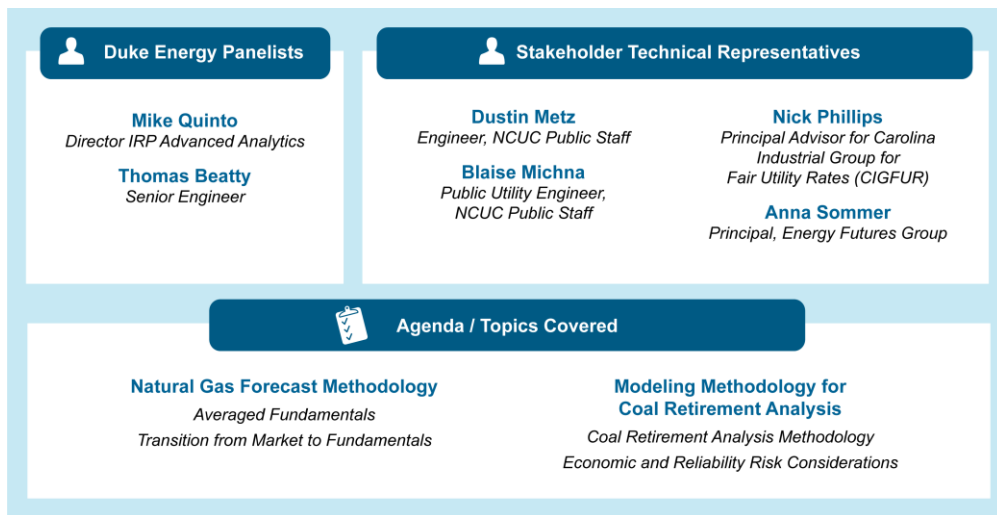 Duke Energy Panelists
Mike Quinto
Director IRP Advanced Analytics
Thomas Beatty
Senior Engineer
Stakeholder Technical Representatives
Dustin Metz
Engineer, NCUC Public Staff
Blaise Michna
Public Utility Engineer,
NCUC Public Staff
Nick Phillips
Principal Advisor for Carolina
Industrial Group for
Fair Utility Rates (CIGFUR)
Anna Sommer
Principal, Energy Futures Group
Agenda / Topics Covered
Natural Gas Forecast Methodology
Averaged Fundamentals
Transition from Market to Fundamentals
Modeling Methodology for
Coal Retirement Analysis
Coal Retirement Analysis Methodology
Economic and Reliability Risk Considerations